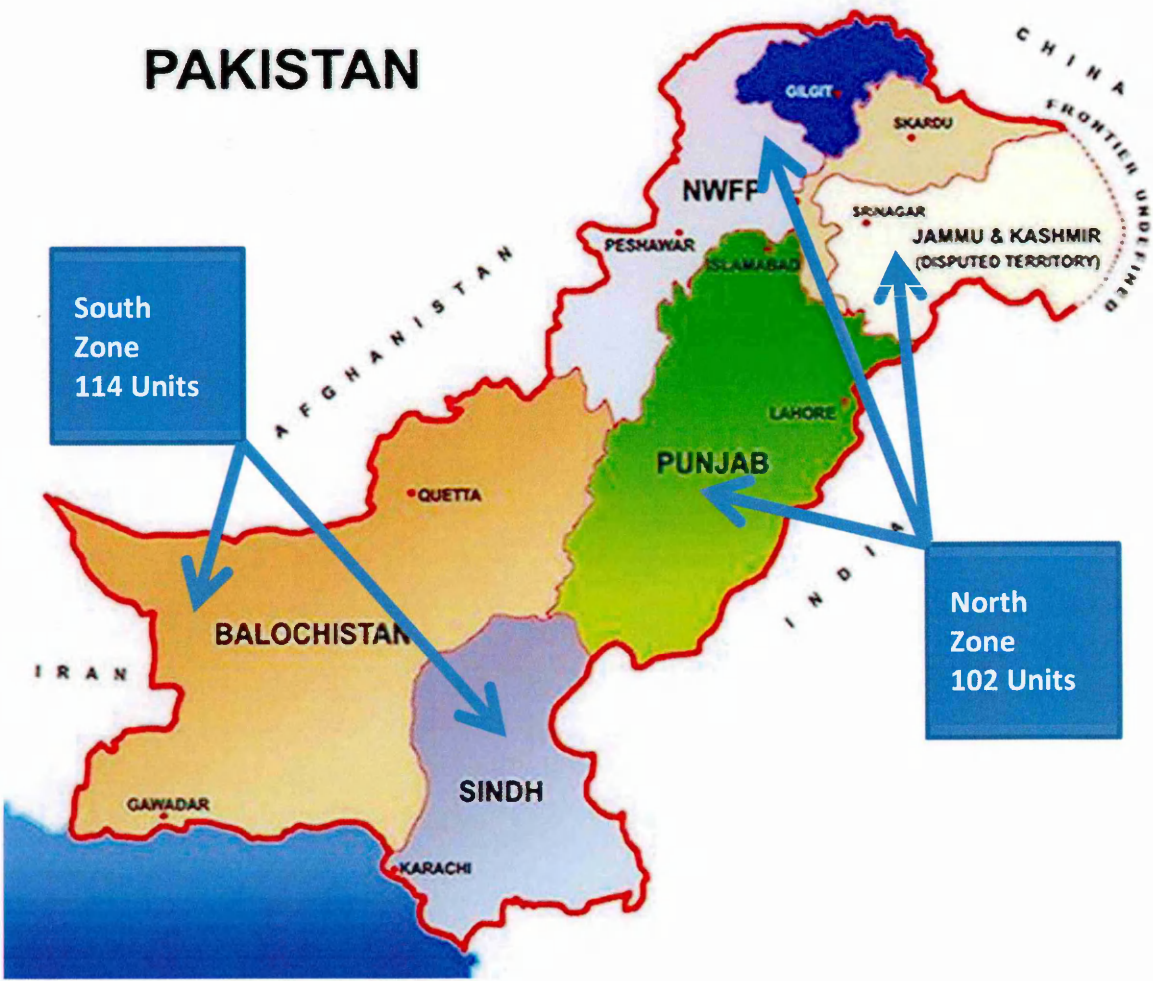 PAKISTAN
CHINA
FRONTIER UNDEFINED
GILGIT
SKARDU
NWFP
SRINAGAR
JAMMU & KASHMIR
(DISPUTED TERRITORY)
PESHAWAR
ISLAMABAD
AFGHANISTAN
South
Zone
114 Units
LAHORE
PUNJAB
QUETTA
INDIA
North
Zone
102 Units
BALOCHISTAN
IRAN
SINDH
GAWADAR
KARACHI